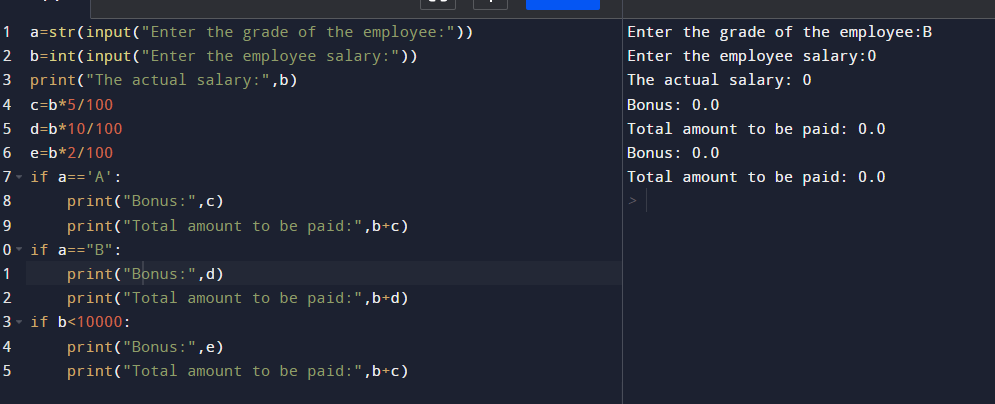 1 a=str(input("Enter the grade of the employee:"))
2 b=int(input("Enter the employee salary:"))
3 print("The actual salary:",b)
4 c=b*5/100
5 d=b*10/100
6 e=b*2/100
7 if a=='A':
8     print("Bonus:",c)
9     print("Total amount to be paid:",b+c)
0 if a=="B":
1     print("Bonus:",d)
2     print("Total amount to be paid:",b+d)
3 if b<10000:
4     print("Bonus:",e)
5     print("Total amount to be paid:",b+c)
Enter the grade of the employee:B
Enter the employee salary:0
The actual salary: 0
Bonus: 0.0
Total amount to be paid: 0.0
Bonus: 0.0
Total amount to be paid: 0.0
>